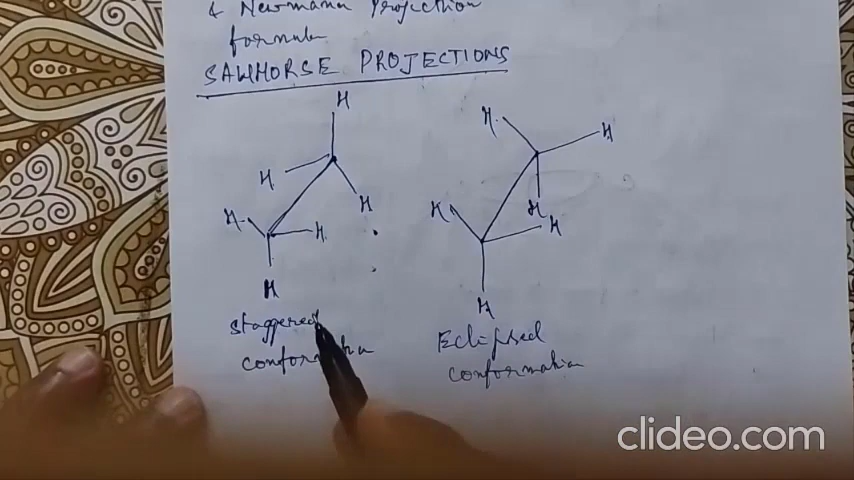 & Newmann Projection
formula
SAWHORSE PROJECTIONS
H
H
H
H
H
H
H
H
H
H
H
H
H
staggered
conformation
Eclipsed
conformation
clideo.com